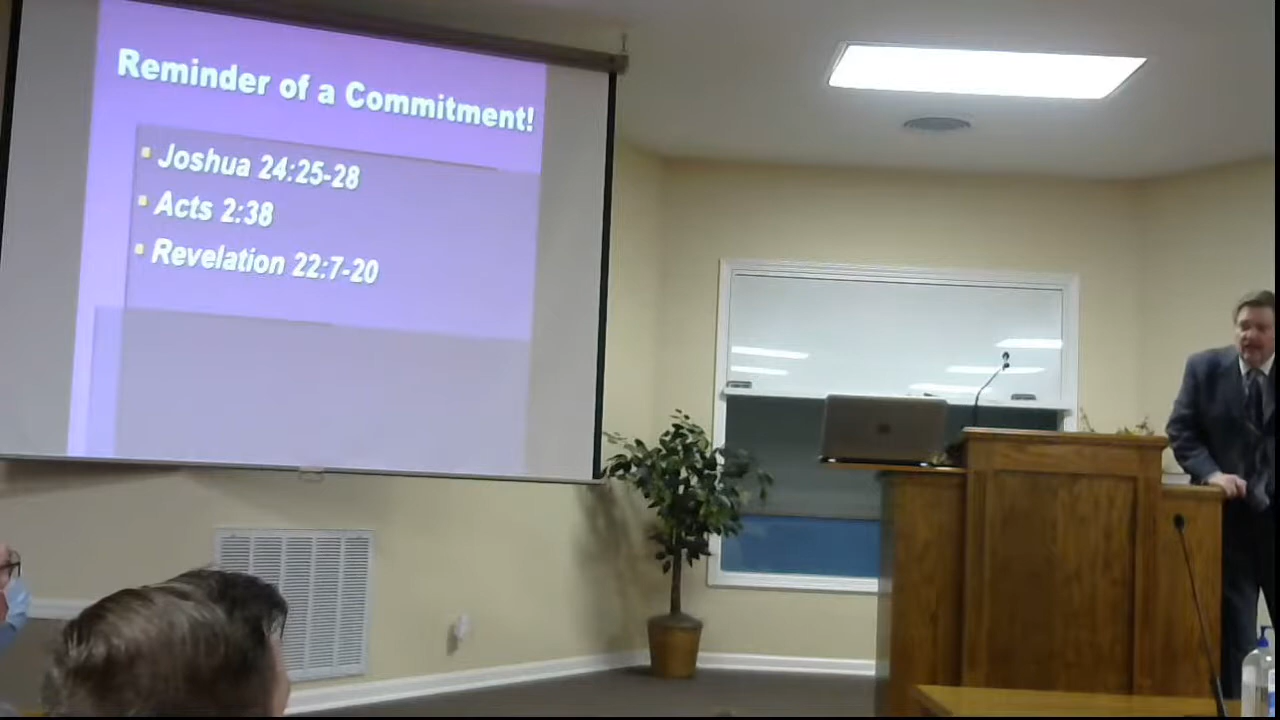 Reminder of a Commitment!
Joshua 24:25-28
Acts 2:38
Revelation 22:7-20